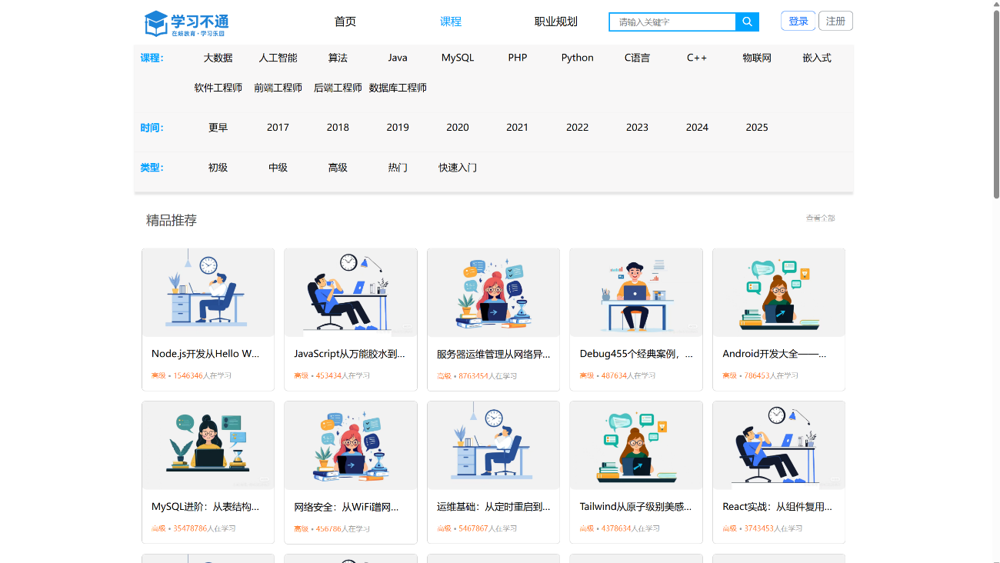 学习不通
在蛟教育·学习乐园
首页
课程
职业规划
请输入关键字
登录
注册
课程: 大数据 人工智能 算法 Java MySQL PHP Python C语言 C++ 物联网 嵌入式
软件工程师 前端工程师 后端工程师 数据库工程师
时间: 更早 2017 2018 2019 2020 2021 2022 2023 2024 2025
类型: 初级 中级 高级 热门 快速入门
精品推荐
查看全部
Node.js开发从Hello W...
高级 • 1546346人在学习
JavaScript从万能胶水到...
高级 • 453434人在学习
服务器运维管理从网络异...
高级 • 8763454人在学习
Debug455个经典案例，...
高级 • 487634人在学习
Android开发大全——...
高级 • 786453人在学习
MySQL进阶：从表结构...
高级 • 35478786人在学习
网络安全：从WiFi蹭网...
高级 • 456786人在学习
运维基础：从定时重启到...
高级 • 5467867人在学习
Tailwind从原子级别美感...
高级 • 4378634人在学习
React实战：从组件复用...
高级 • 3743453人在学习